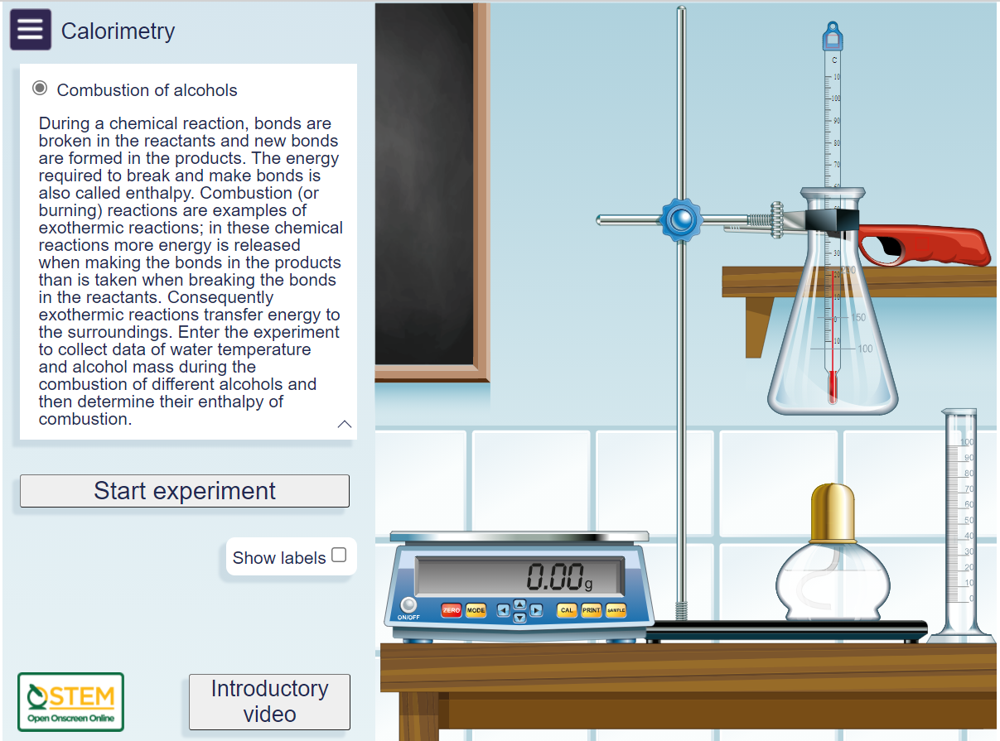 Calorimetry
Combustion of alcohols
During a chemical reaction, bonds are
broken in the reactants and new bonds
are formed in the products. The energy
required to break and make bonds is
also called enthalpy. Combustion (or
burning) reactions are examples of
exothermic reactions; in these chemical
reactions more energy is released
when making the bonds in the products
than is taken when breaking the bonds
in the reactants. Consequently
exothermic reactions transfer energy to
the surroundings. Enter the experiment
to collect data of water temperature
and alcohol mass during the
combustion of different alcohols and
then determine their enthalpy of
combustion.
Start experiment
Show labels
STEM
Open Onscreen Online
Introductory
video
C
10
100
90
80
70
30
10
0
10
200
150
100
0.00g
ON/OFF
ZERO
MODE
CAL
PRINT
SAMPLE
100
90
80
70
60
50
40
30
20
10
0